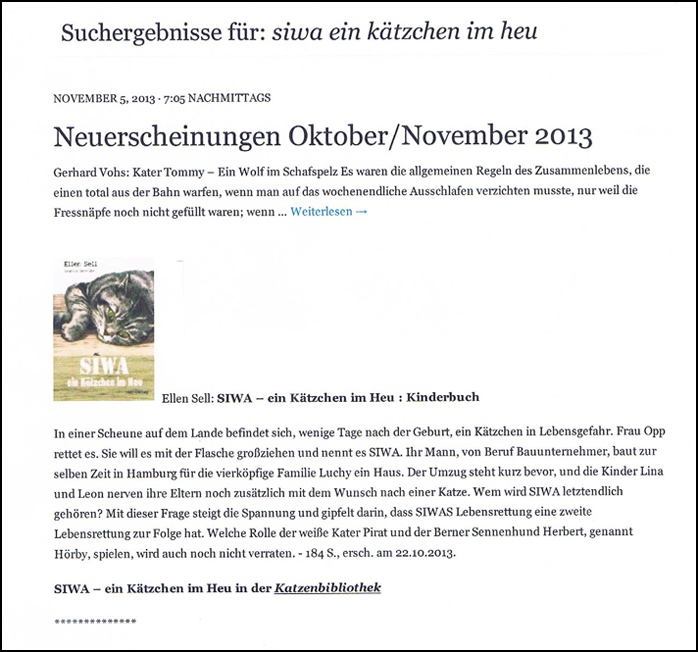 Suchergebnisse für: siwa ein kätzchen im heu
NOVEMBER 5, 2013 · 7:05 NACHMITTAGS
Neuerscheinungen Oktober/November 2013
Gerhard Vohs: Kater Tommy – Ein Wolf im Schafspelz Es waren die allgemeinen Regeln des Zusammenlebens, die
einen total aus der Bahn warfen, wenn man auf das wochenendliche Ausschlafen verzichten musste, nur weil die
Fressnäpfe noch nicht gefüllt waren; wenn ... Weiterlesen →
Ellen Sell
SIWA
ein Kätzchen im Heu
Ellen Sell: SIWA – ein Kätzchen im Heu : Kinderbuch
In einer Scheune auf dem Lande befindet sich, wenige Tage nach der Geburt, ein Kätzchen in Lebensgefahr. Frau Opp
rettet es. Sie will es mit der Flasche großziehen und nennt es SIWA. Ihr Mann, von Beruf Bauunternehmer, baut zur
selben Zeit in Hamburg für die vierköpfige Familie Luchy ein Haus. Der Umzug steht kurz bevor, und die Kinder Lina
und Leon nerven ihre Eltern noch zusätzlich mit dem Wunsch nach einer Katze. Wem wird SIWA letztendlich
gehören? Mit dieser Frage steigt die Spannung und gipfelt darin, dass SIWAS Lebensrettung eine zweite
Lebensrettung zur Folge hat. Welche Rolle der weiße Kater Pirat und der Berner Sennenhund Herbert, genannt
Hörby, spielen, wird auch noch nicht verraten. - 184 S., ersch. am 22.10.2013.
SIWA – ein Kätzchen im Heu in der Katzenbibliothek
**************